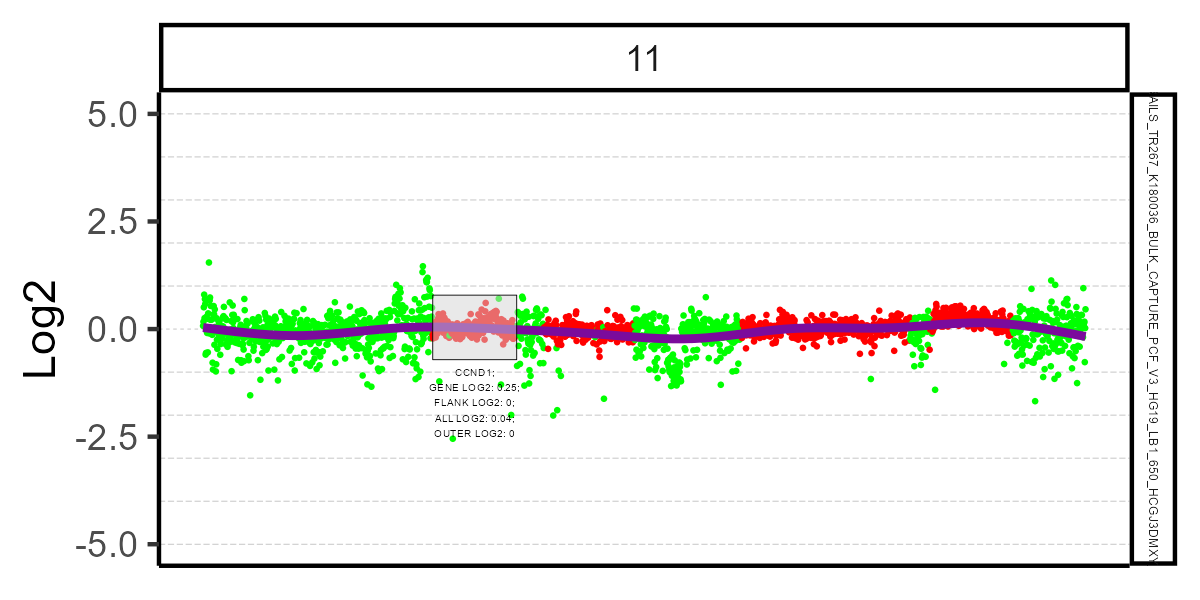 11
5.0
2.5
0.0
-2.5
-5.0
Log2
CCND1;
GENE LOG2: 0.25;
FLANK LOG2: 0;
ALL LOG2: 0.04;
OUTER LOG2: 0
AILS_TR267_K180036_BULK_CAPTURE_PCF_V3_HG19_LB1_650_HCGJ3DMXY